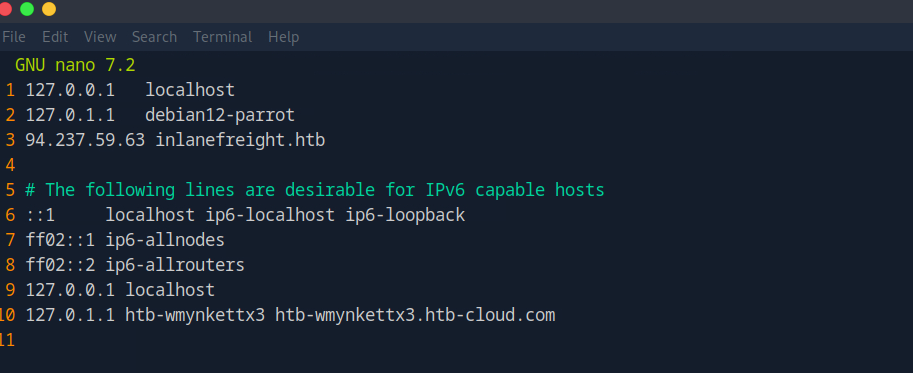 File Edit View Search Terminal Help
GNU nano 7.2
1 127.0.0.1 localhost
2 127.0.1.1 debian12-parrot
3 94.237.59.63 inlanefreight.htb
4
5 # The following lines are desirable for IPv6 capable hosts
6 ::1 localhost ip6-localhost ip6-loopback
7 ff02::1 ip6-allnodes
8 ff02::2 ip6-allrouters
9 127.0.0.1 localhost
10 127.0.1.1 htb-wmynkettx3 htb-wmynkettx3.htb-cloud.com
11